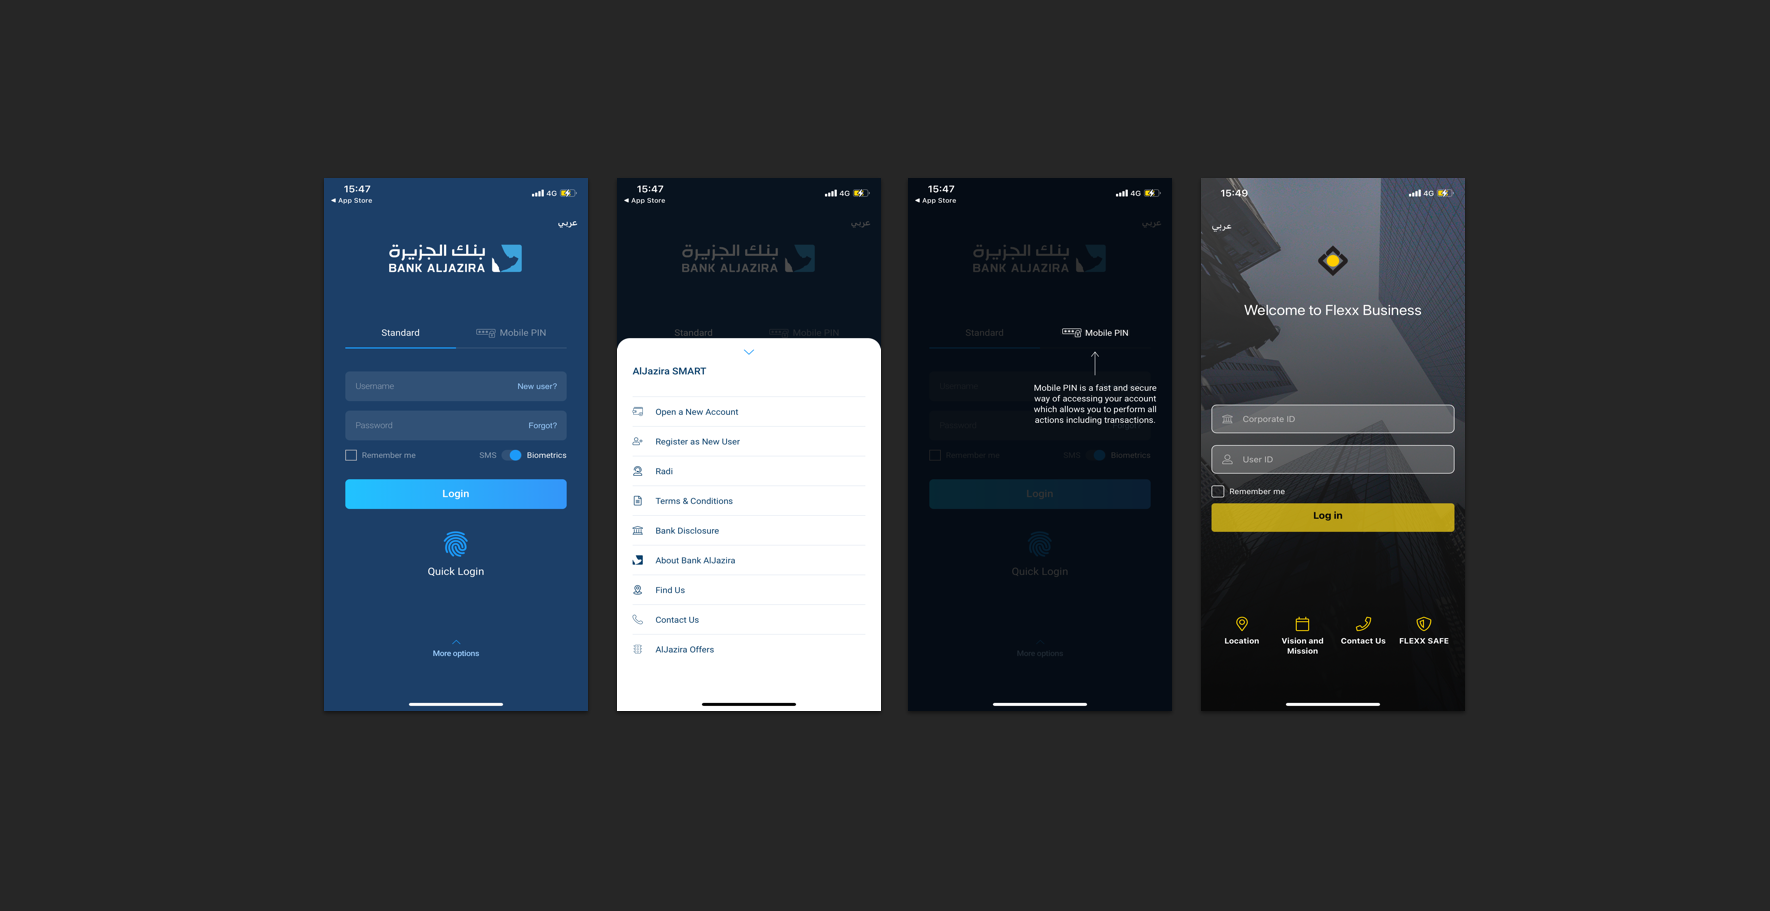 15:47
4G
◀ App Store
عربي
بنك الجزيرة
BANK ALJAZIRA
Standard
Mobile PIN
Username
New user?
Password
Forgot?
Remember me
SMS
Biometrics
Login
Quick Login
More options
15:47
4G
◀ App Store
عربي
بنك الجزيرة
BANK ALJAZIRA
Standard
Mobile PIN
AlJazira SMART
Open a New Account
Register as New User
Radi
Terms & Conditions
Bank Disclosure
About Bank AlJazira
Find Us
Contact Us
AlJazira Offers
15:47
4G
◀ App Store
عربي
بنك الجزيرة
BANK ALJAZIRA
Standard
Mobile PIN
Mobile PIN is a fast and secure
way of accessing your account
which allows you to perform all
actions including transactions.
Username
Password
Remember me
SMS
Biometrics
Login
Quick Login
More options
15:49
4G
عربي
Welcome to Flexx Business
Corporate ID
User ID
Remember me
Log in
Location
Vision and
Mission
Contact Us
FLEXX SAFE